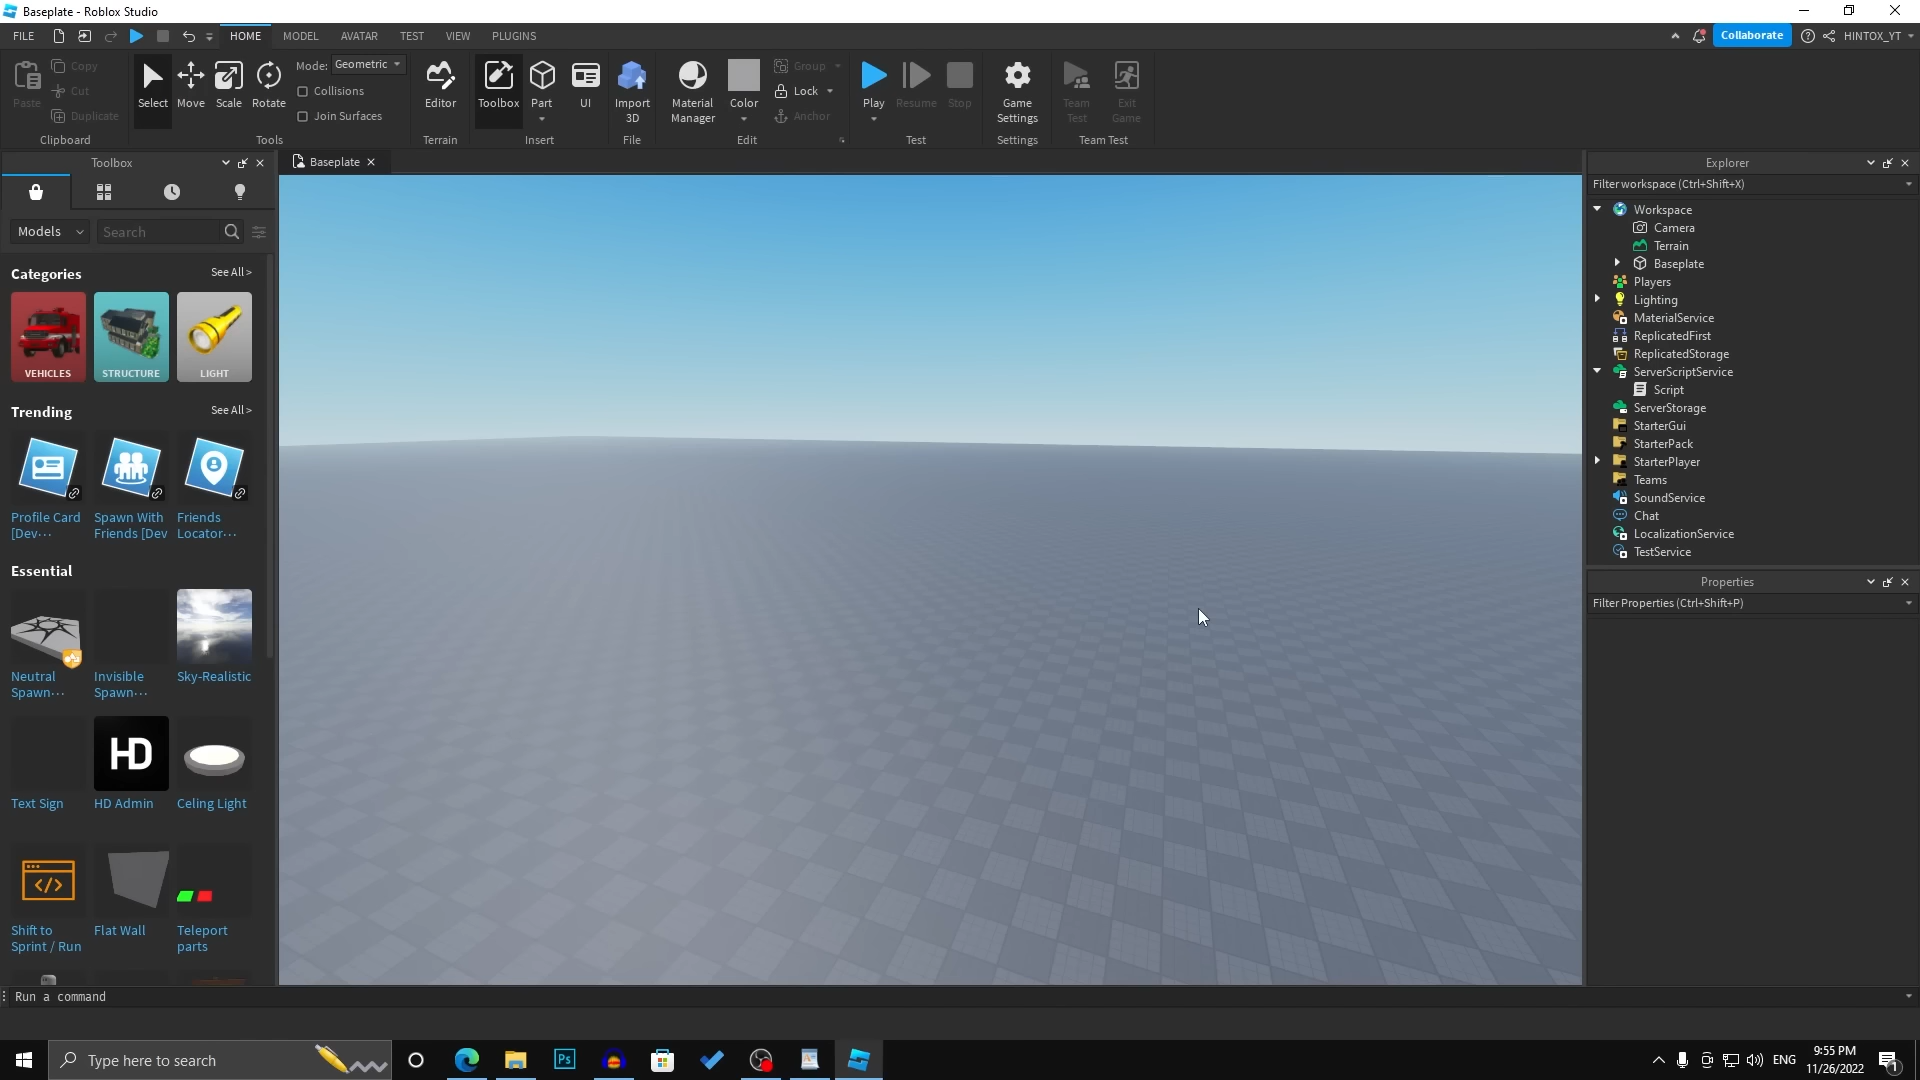 Baseplate - Roblox Studio
FILE
HOME
MODEL
AVATAR
TEST
VIEW
PLUGINS
Collaborate
HINTOX_YT
Paste
Copy
Cut
Duplicate
Clipboard
Select
Move
Scale
Rotate
Mode: Geometric
Collisions
Join Surfaces
Tools
Editor
Terrain
Toolbox
Part
UI
Insert
Import
3D
File
Material
Manager
Color
Group
Lock
Anchor
Edit
Play
Resume
Stop
Test
Game
Settings
Settings
Team
Test
Exit
Game
Team Test
Toolbox
Models
Search
Categories
See All >
VEHICLES
STRUCTURE
LIGHT
Trending
See All >
Profile Card
[Dev···
Spawn With
Friends [Dev
Friends
Locator···
Essential
Neutral
Spawn···
Invisible
Spawn···
Sky-Realistic
Text Sign
HD
HD Admin
Celing Light
Shift to
Sprint / Run
Flat Wall
Teleport
parts
Baseplate
Explorer
Filter workspace (Ctrl+Shift+X)
Workspace
Camera
Terrain
Baseplate
Players
Lighting
MaterialService
ReplicatedFirst
ReplicatedStorage
ServerScriptService
Script
ServerStorage
StarterGui
StarterPack
StarterPlayer
Teams
SoundService
Chat
LocalizationService
TestService
Properties
Filter Properties (Ctrl+Shift+P)
Run a command
Type here to search
Ps
ENG
9:55 PM
11/26/2022
1